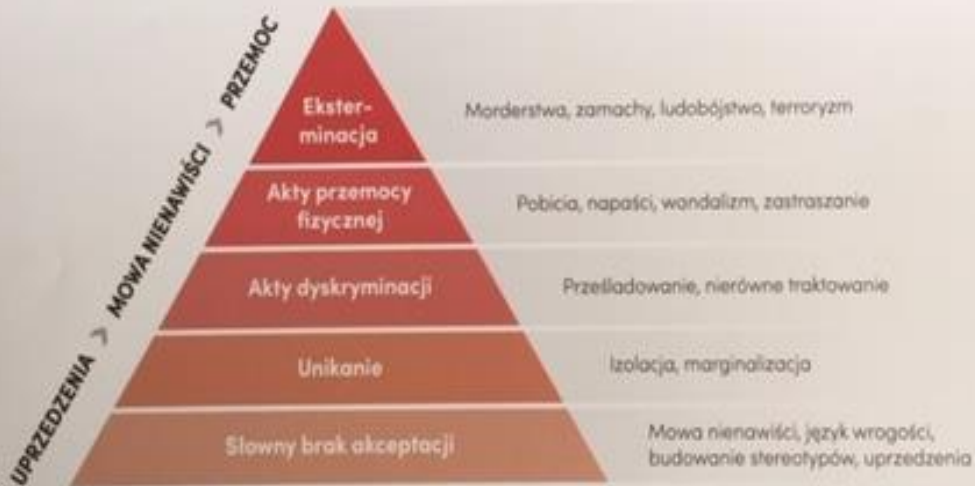 UPRZEDZENIA > MOWA NIENAWIŚCI > PRZEMOC
Ekster-
minacja
Morderstwa, zamachy, ludobójstwo, terroryzm
Akty przemocy
fizycznej
Pobicia, napaści, wandalizm, zastraszanie
Akty dyskryminacji
Prześladowanie, nierówne traktowanie
Unikanie
Izolacja, marginalizacja
Słowny brak akceptacji
Mowa nienawiści, język wrogości,
budowanie stereotypów, uprzedzenia